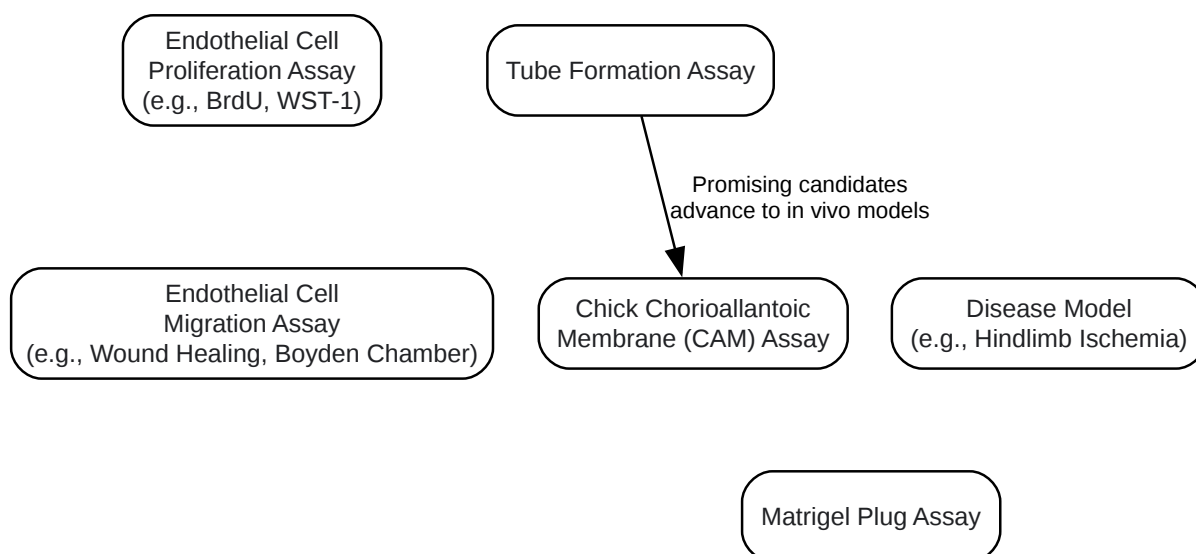 Endothelial Cell
Proliferation Assay
(e.g., BrdU, WST-1)
Tube Formation Assay
Promising candidates
advance to in vivo models
Endothelial Cell
Migration Assay
(e.g., Wound Healing, Boyden Chamber)
Chick Chorioallantoic
Membrane (CAM) Assay
Disease Model
(e.g., Hindlimb Ischemia)
Matrigel Plug Assay